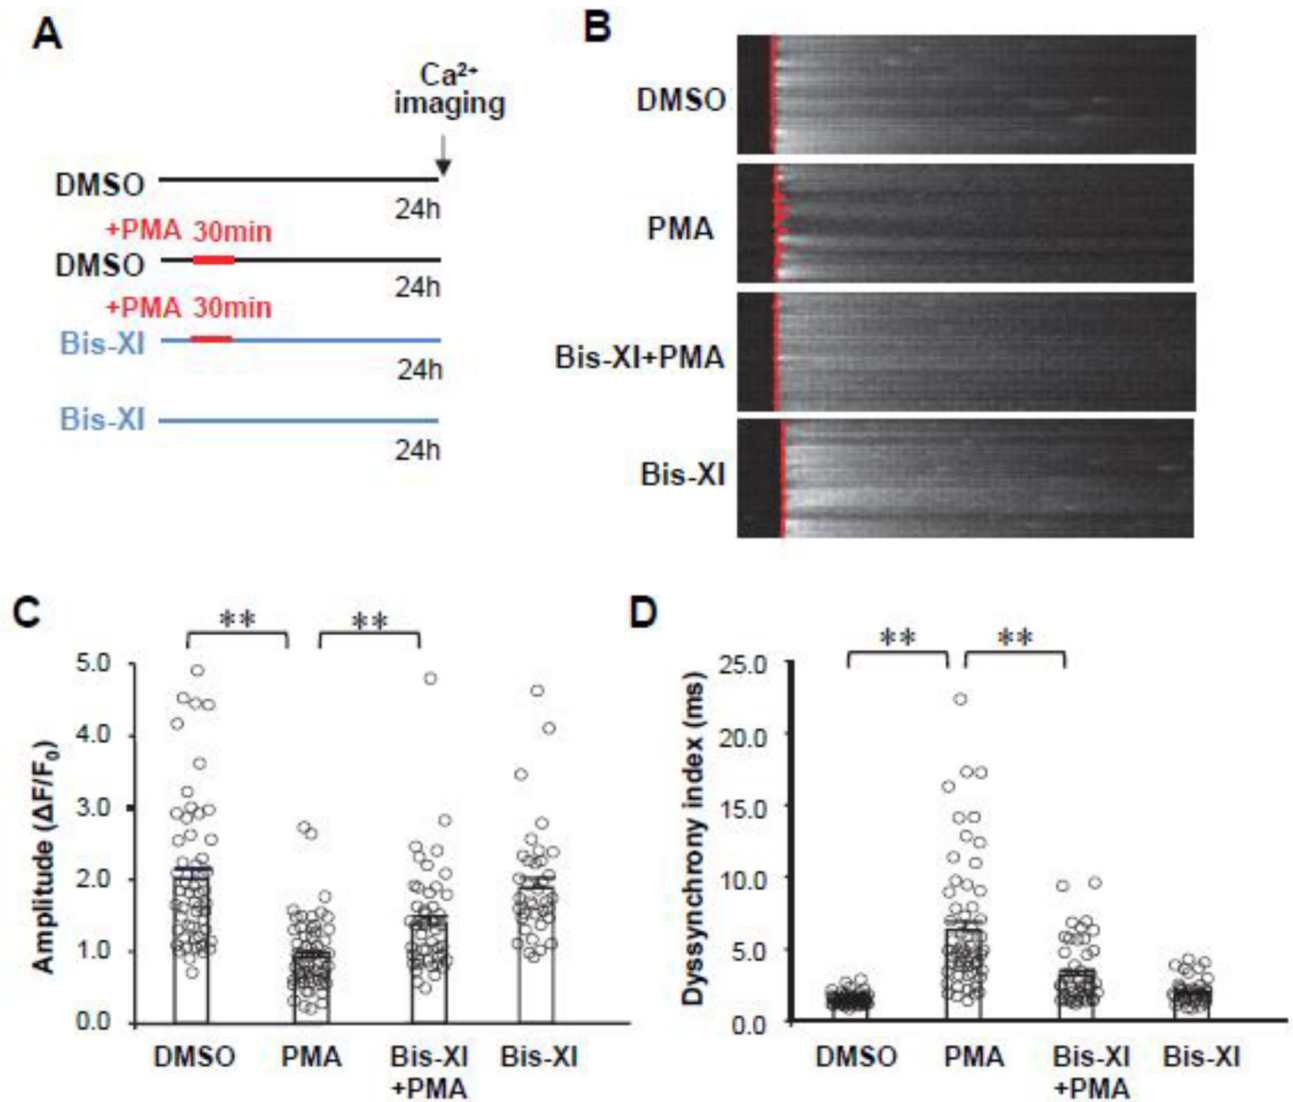 A
Ca²⁺
imaging
DMSO
24h
+PMA 30min
DMSO
24h
+PMA 30min
Bis-XI
24h
Bis-XI
24h
B
DMSO
PMA
Bis-XI+PMA
Bis-XI
C
** **
Amplitude (ΔF/F₀)
5.0
4.0
3.0
2.0
1.0
0.0
DMSO PMA Bis-XI Bis-XI
+PMA
D
** **
Dyssynchrony index (ms)
25.0
20.0
15.0
10.0
5.0
0.0
DMSO PMA Bis-XI Bis-XI
+PMA